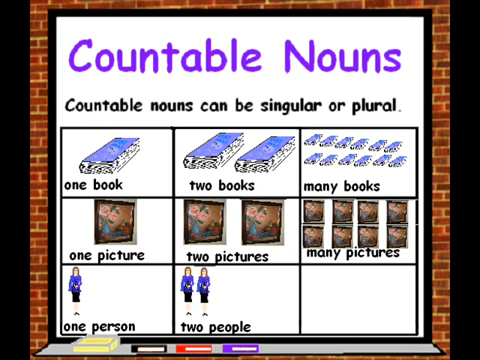 Countable Nouns
Countable nouns can be singular or plural.
one book
two books
many books
one picture
two pictures
many pictures
one person
two people